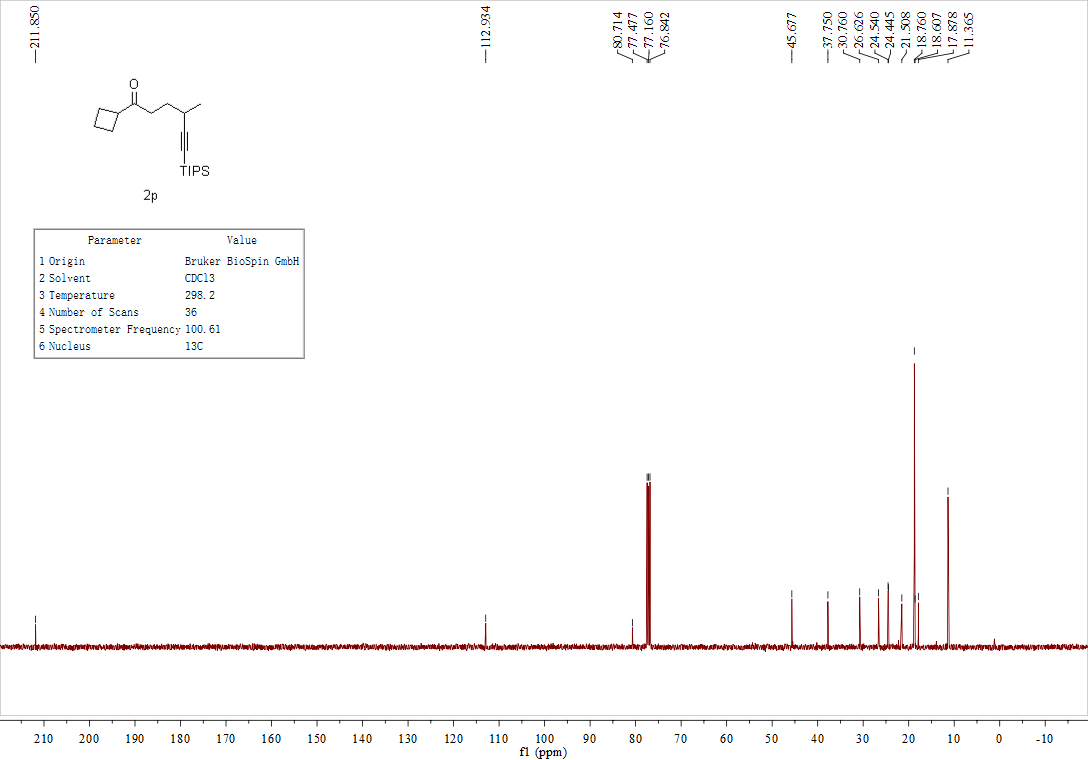 211.850
112.934
80.714
77.477
77.160
76.842
45.677
37.750
30.760
26.626
24.540
24.445
21.508
18.760
18.607
17.878
11.365
O
TIPS
2p
Parameter Value
1 Origin Bruker BioSpin GmbH
2 Solvent CDCl3
3 Temperature 298.2
4 Number of Scans 36
5 Spectrometer Frequency 100.61
6 Nucleus 13C
210 200 190 180 170 160 150 140 130 120 110 100 90 80 70 60 50 40 30 20 10 0 -10
f1 (ppm)